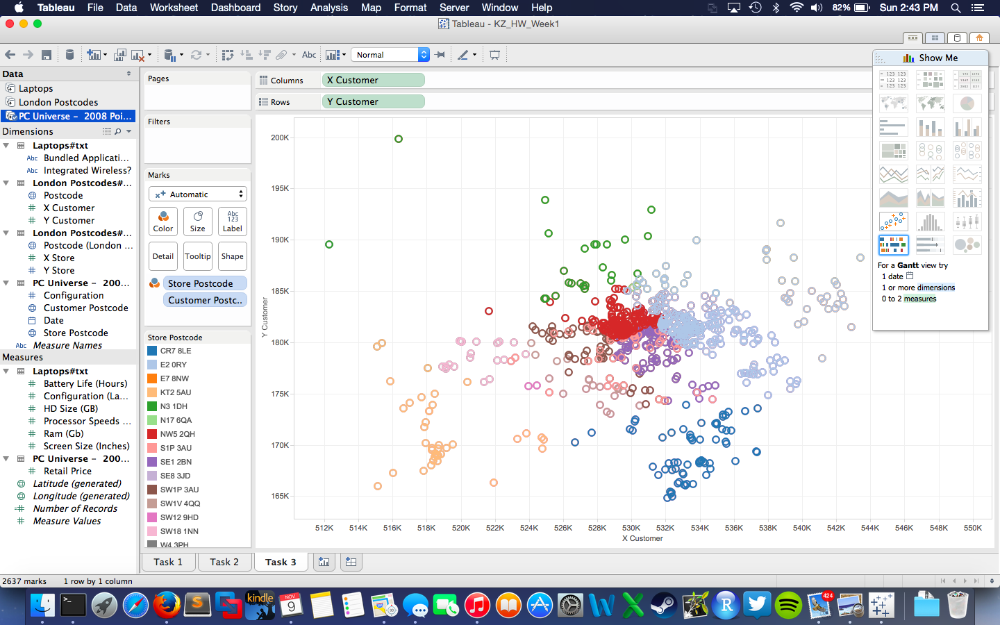 Tableau File Data Worksheet Dashboard Story Analysis Map Format Server Window Help 82% Sun 2:43 PM
Tableau - KZ_HW_Week1
Abc Normal
Show Me
Data
Laptops
London Postcodes
PC Universe - 2008 Poi...
Dimensions
Laptops#txt
Abc Bundled Applicati...
Abc Integrated Wireless?
London Postcodes#...
Postcode
X Customer
Y Customer
London Postcodes#...
Postcode (London ...
X Store
Y Store
PC Universe - 200...
Configuration
Customer Postcode
Date
Store Postcode
Abc Measure Names
Measures
Laptops#txt
Battery Life (Hours)
Configuration (La...
HD Size (GB)
Processor Speeds ...
Ram (Gb)
Screen Size (Inches)
PC Universe - 200...
Retail Price
Latitude (generated)
Longitude (generated)
Number of Records
Measure Values
Pages
Filters
Marks
Automatic
Color Size Abc 123 Label
Detail Tooltip Shape
Store Postcode
Customer Postc..
Store Postcode
CR7 8LE
E2 0RY
E7 8NW
KT2 5AU
N3 1DH
N17 6QA
NW5 2QH
S1P 3AU
SE1 2BN
SE8 3JD
SW1P 3AU
SW1V 4QQ
SW12 9HD
SW18 1NN
W4 3PH
Columns X Customer
Rows Y Customer
200K
195K
190K
185K
180K
175K
170K
165K
Y Customer
512K 514K 516K 518K 520K 522K 524K 526K 528K 530K 532K 534K 536K 538K 540K 542K 544K 546K 548K 550K
X Customer
For a Gantt view try
1 date
1 or more dimensions
0 to 2 measures
Task 1 Task 2 Task 3
2637 marks 1 row by 1 column
kindle NOV 9 424